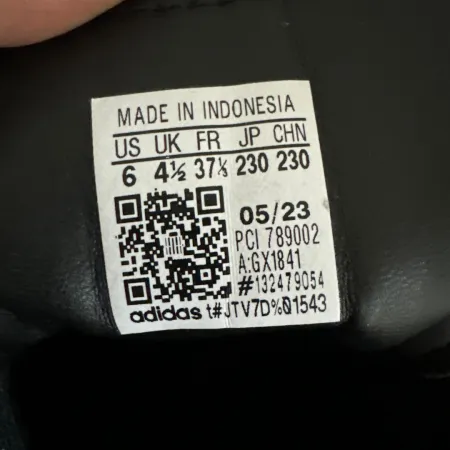 MADE IN INDONESIA
US UK FR JP CHN
6 4½ 37⅓ 230 230
05/23
PCI 789002
A:GX1841
#132479054
adidas t#JTV7D%Q1543